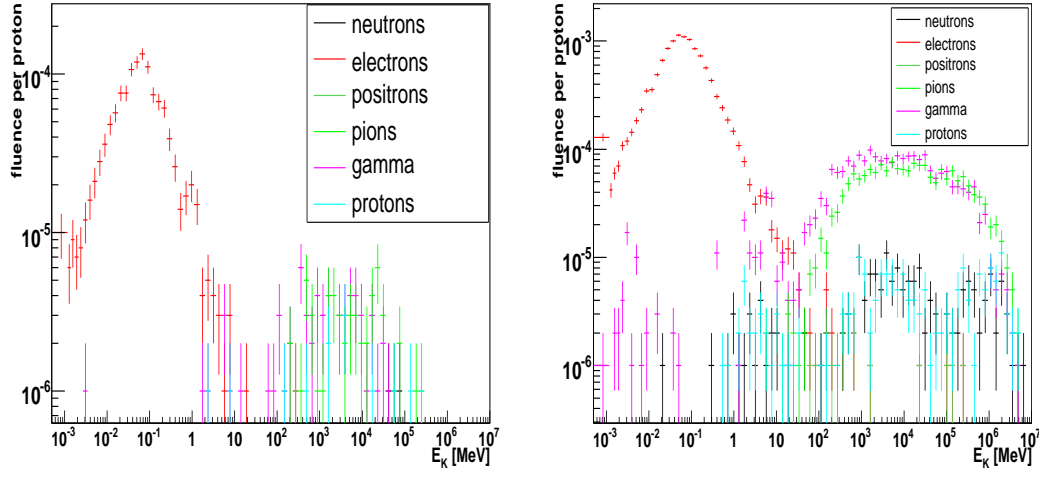 fluence per proton
10⁻⁴
10⁻⁵
10⁻⁶
neutrons
electrons
positrons
pions
gamma
protons
10⁻³ 10⁻² 10⁻¹ 1 10 10² 10³ 10⁴ 10⁵ 10⁶ 10⁷
E_K [MeV]
fluence per proton
10⁻³
10⁻⁴
10⁻⁵
10⁻⁶
neutrons
electrons
positrons
pions
gamma
protons
10⁻³ 10⁻² 10⁻¹ 1 10 10² 10³ 10⁴ 10⁵ 10⁶ 10⁷
E_K [MeV]